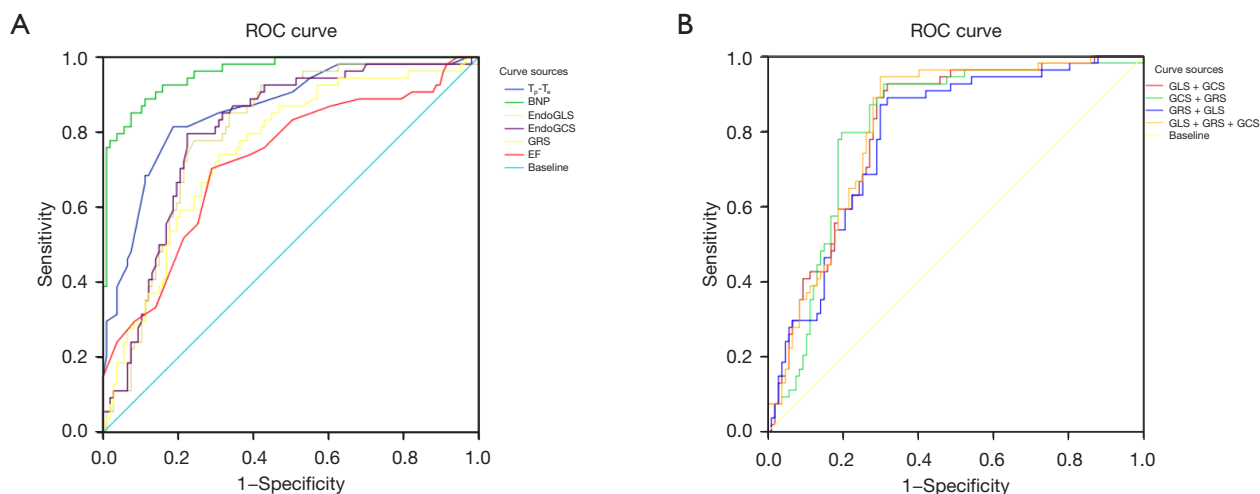 A
ROC curve
1.0
0.8
0.6
0.4
0.2
0.0
Sensitivity
0.0 0.2 0.4 0.6 0.8 1.0
1–Specificity
Curve sources
Tp-Te
BNP
EndoGLS
EndoGCS
GRS
EF
Baseline
B
ROC curve
1.0
0.8
0.6
0.4
0.2
0.0
Sensitivity
0.0 0.2 0.4 0.6 0.8 1.0
1–Specificity
Curve sources
GLS + GCS
GCS + GRS
GRS + GLS
GLS + GRS + GCS
Baseline